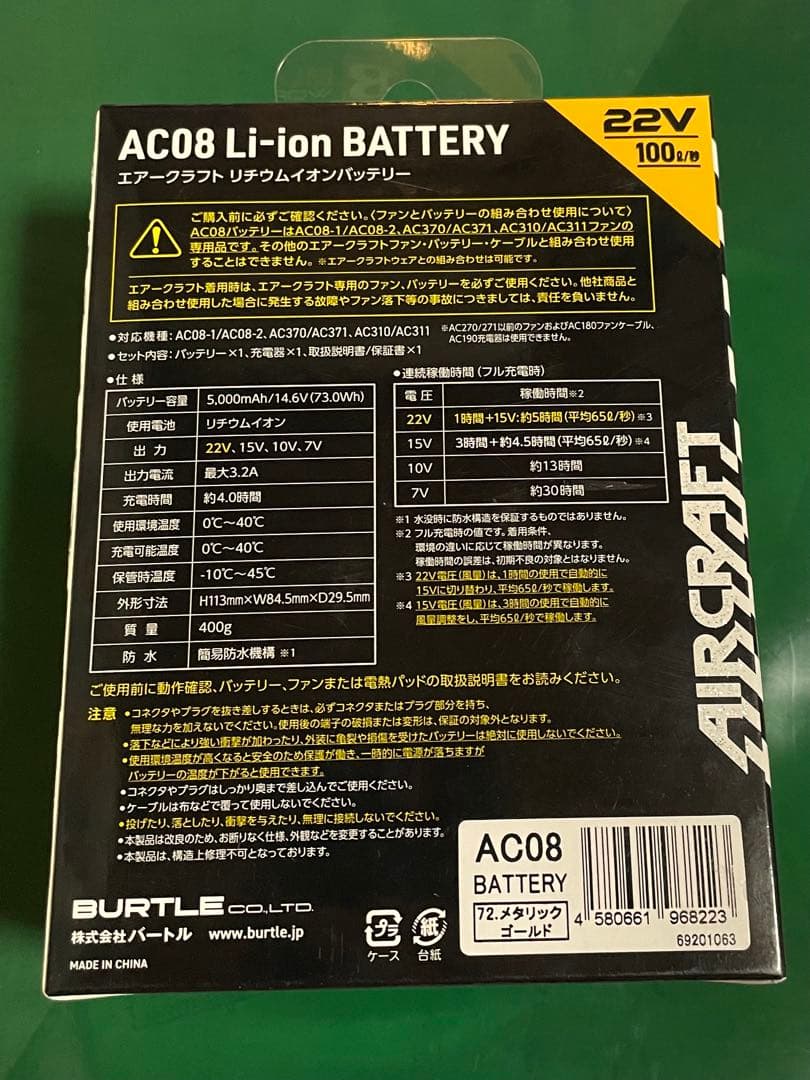 AC08 Li-ion BATTERY
エアークラフト リチウムイオンバッテリー
22V
100ℓ/秒
ご購入前に必ずご確認ください。〈ファンとバッテリーの組み合わせ使用について〉
AC08バッテリーはAC08-1/AC08-2、AC370/AC371、AC310/AC311ファンの
専用品です。その他のエアークラフトファン・バッテリー・ケーブルと組み合わせ使用
することはできません。※エアークラフトウェアとの組み合わせは可能です。
エアークラフト着用時は、エアークラフト専用のファン、バッテリーを必ずご使用ください。他社商品と
組み合わせ使用した場合に発生する故障やファン落下等の事故につきましては、責任を負いません。
●対応機種：AC08-1/AC08-2、AC370/AC371、AC310/AC311
※AC270/271以前のファンおよびAC180ファンケーブル、
AC190充電器は使用できません。
●セット内容：バッテリー×1、充電器×1、取扱説明書/保証書×1
●仕様
バッテリー容量 5,000mAh/14.6V(73.0Wh)
使用電池 リチウムイオン
出力 22V、15V、10V、7V
出力電流 最大3.2A
充電時間 約4.0時間
使用環境温度 0℃～40℃
充電可能温度 0℃～40℃
保管時温度 -10℃～45℃
外形寸法 H113mm×W84.5mm×D29.5mm
質量 400g
防水 簡易防水機構 ※1
●連続稼働時間（フル充電時）
電圧 稼働時間※2
22V 1時間＋15V：約5時間(平均65ℓ/秒)※3
15V 3時間＋約4.5時間(平均65ℓ/秒)※4
10V 約13時間
7V 約30時間
※1 水没時に防水構造を保証するものではありません。
※2 フル充電時の値です。着用条件、
環境の違いに応じて稼働時間が異なります。
稼働時間の誤差は、初期不良の対象とはなりません。
※3 22V電圧(風量)は、1時間の使用で自動的に
15Vに切り替わり、平均65ℓ/秒で稼働します。
※4 15V電圧(風量)は、3時間の使用で自動的に
風量調整をし、平均65ℓ/秒で稼働します。
AIRCRAFT
ご使用前に動作確認、バッテリー、ファンまたは電熱パッドの取扱説明書をお読みください。
注意 ●コネクタやプラグを抜き差しするときは、必ずコネクタまたはプラグ部分を持ち、
無理な力を加えないでください。使用後の端子の破損または変形は、保証の対象外となります。
●落下などにより強い衝撃が加わったり、外装に亀裂や損傷を受けたバッテリーは絶対に使用しないでください。
●使用環境温度が高くなると安全のため保護が働き、一時的に電源が落ちますが
バッテリーの温度が下がると使用できます。
●コネクタやプラグはしっかり奥まで差し込んでご使用ください。
●ケーブルは布などで覆って使用しないでください。
●投げたり、落としたり、衝撃を与えたり、無理に接続しないでください。
●本製品は改良のため、お断りなく仕様、外観などを変更することがあります。
●本製品は、構造上修理不可となっております。
BURTLE CO.,LTD.
株式会社バートル www.burtle.jp
MADE IN CHINA
プラ
ケース
紙
台紙
AC08
BATTERY
72.メタリック
ゴールド
4 580661 968223
69201063